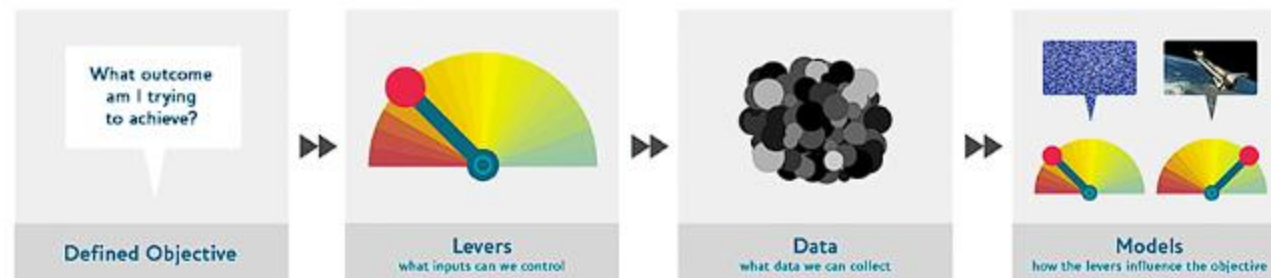 What outcome
am I trying
to achieve?
Defined Objective
Levers
what inputs can we control
Data
what data we can collect
Models
how the levers influence the objective